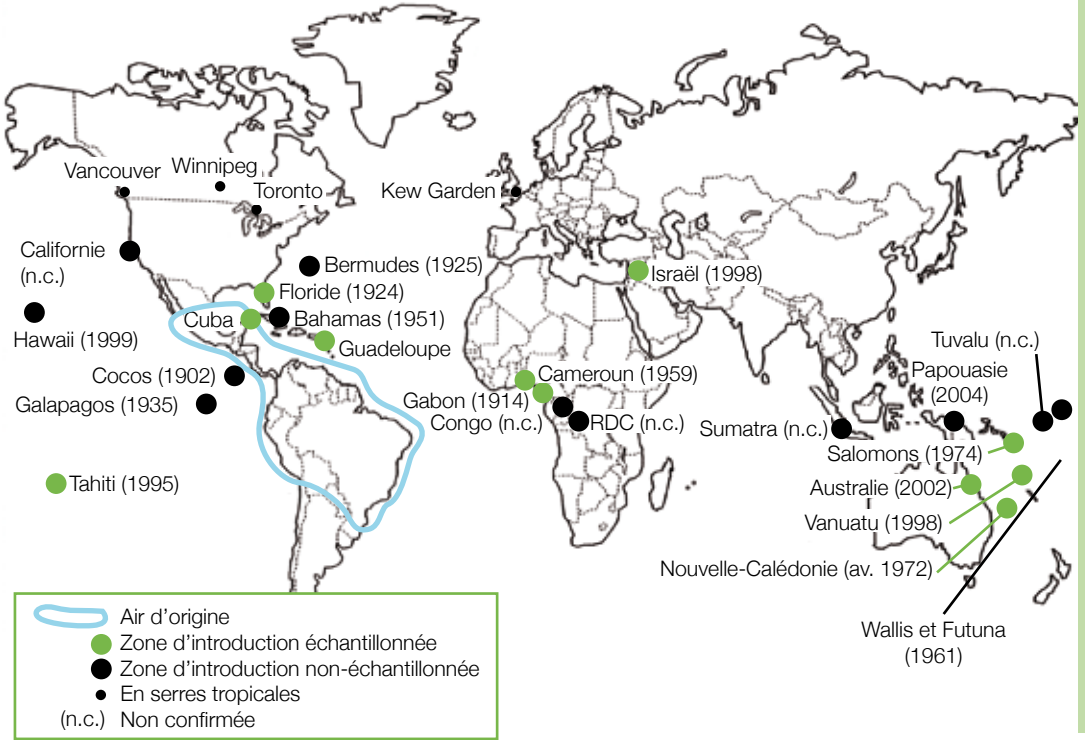 Vancouver
Winnipeg
Toronto
Kew Garden
Californie
(n.c.)
Bermudes (1925)
Israël (1998)
Floride (1924)
Cuba
Bahamas (1951)
Hawaii (1999)
Guadeloupe
Tuvalu (n.c.)
Cocos (1902)
Cameroun (1959)
Papouasie
(2004)
Galapagos (1935)
Gabon (1914)
Congo (n.c.)
RDC (n.c.)
Sumatra (n.c.)
Salomons (1974)
Tahiti (1995)
Australie (2002)
Vanuatu (1998)
Nouvelle-Calédonie (av. 1972)
Wallis et Futuna
(1961)
Air d'origine
Zone d'introduction échantillonnée
Zone d'introduction non-échantillonnée
En serres tropicales
(n.c.) Non confirmée